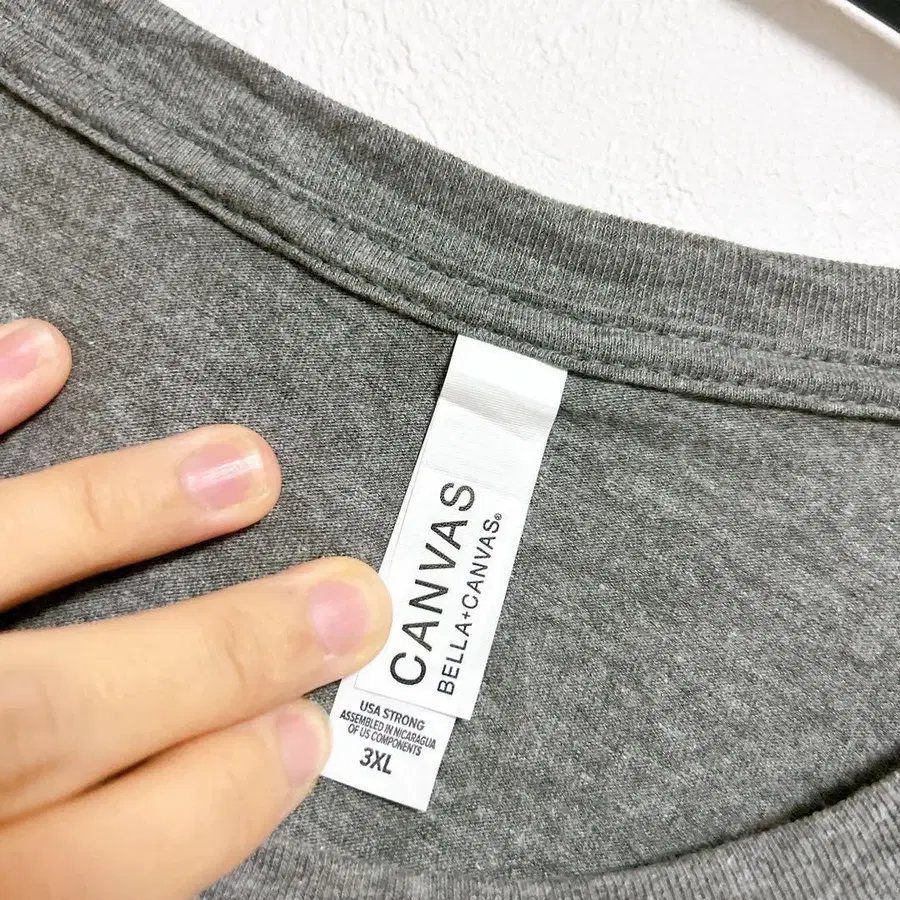 CANVAS
BELLA+CANVAS®
USA STRONG
ASSEMBLED IN NICARAGUA
OF US COMPONENTS
3XL